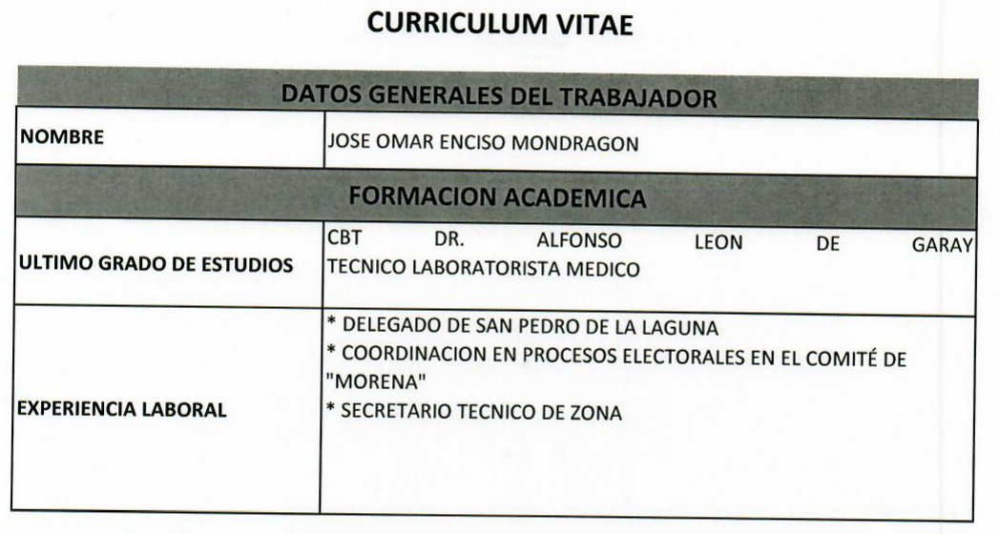 CURRICULUM VITAE
DATOS GENERALES DEL TRABAJADOR
NOMBRE
JOSE OMAR ENCISO MONDRAGON
FORMACION ACADEMICA
ULTIMO GRADO DE ESTUDIOS
CBT DR. ALFONSO LEON DE GARAY
TECNICO LABORATORISTA MEDICO
EXPERIENCIA LABORAL
* DELEGADO DE SAN PEDRO DE LA LAGUNA
* COORDINACION EN PROCESOS ELECTORALES EN EL COMITÉ DE
"MORENA"
* SECRETARIO TECNICO DE ZONA